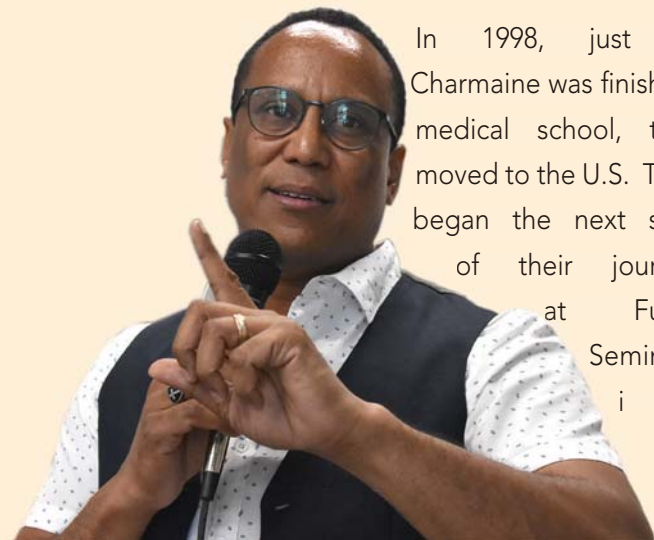 In 1998, just
Charmaine was
medical school,
moved to the U.S.
began the next
of their
at
i